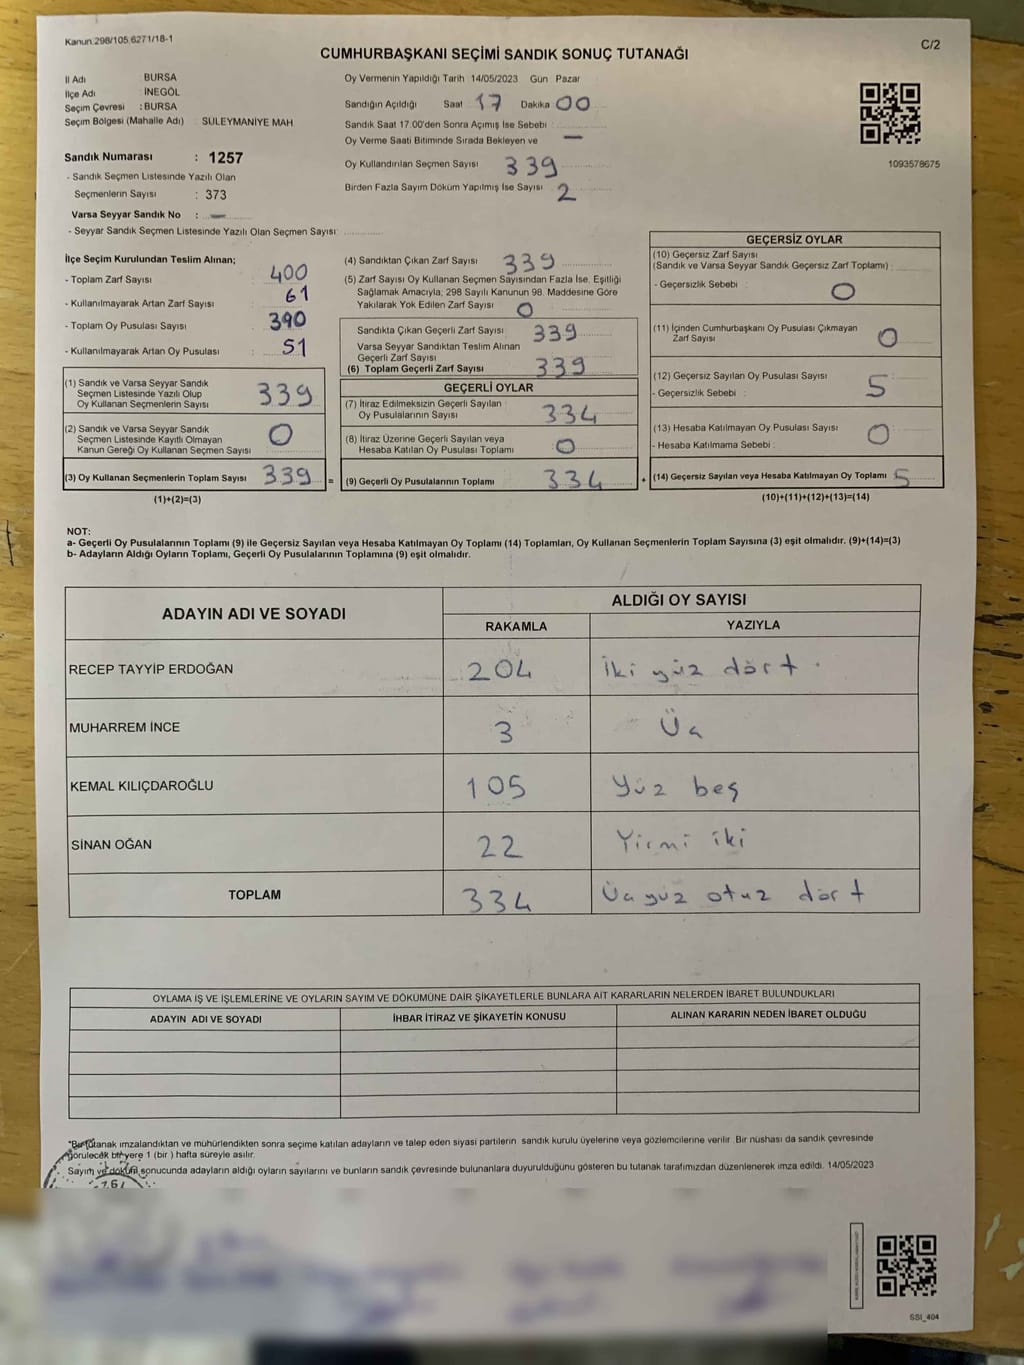 Kanun:298/105,6271/18-1
C/2
CUMHURBAŞKANI SEÇİMİ SANDIK SONUÇ TUTANAĞI
İl Adı BURSA
İlçe Adı İNEGÖL
Seçim Çevresi : BURSA
Seçim Bölgesi (Mahalle Adı) : SÜLEYMANİYE MAH
Sandık Numarası : 1257
- Sandık Seçmen Listesinde Yazılı Olan
Seçmenlerin Sayısı : 373
Varsa Seyyar Sandık No : —
- Seyyar Sandık Seçmen Listesinde Yazılı Olan Seçmen Sayısı:
Oy Vermenin Yapıldığı Tarih 14/05/2023 Gün Pazar
Sandığın Açıldığı Saat 17 Dakika 00
Sandık Saat 17:00'den Sonra Açımış İse Sebebi :
Oy Verme Saati Bitiminde Sırada Bekleyen ve —
Oy Kullandırılan Seçmen Sayısı 339
Birden Fazla Sayım Döküm Yapılmış İse Sayısı 2
1093578675
İlçe Seçim Kurulundan Teslim Alınan;
- Toplam Zarf Sayısı 400
- Kullanılmayarak Artan Zarf Sayısı 61
- Toplam Oy Pusulası Sayısı 390
- Kullanılmayarak Artan Oy Pusulası : 51
(1) Sandık ve Varsa Seyyar Sandık
Seçmen Listesinde Yazılı Olup
Oy Kullanan Seçmenlerin Sayısı 339
(2) Sandık ve Varsa Seyyar Sandık
Seçmen Listesinde Kayıtlı Olmayan
Kanun Gereği Oy Kullanan Seçmen Sayısı 0
(3) Oy Kullanan Seçmenlerin Toplam Sayısı 339 =
(1)+(2)=(3)
(4) Sandıktan Çıkan Zarf Sayısı 339
(5) Zarf Sayısı Oy Kullanan Seçmen Sayısından Fazla İse, Eşitliği
Sağlamak Amacıyla; 298 Sayılı Kanunun 98. Maddesine Göre
Yakılarak Yok Edilen Zarf Sayısı 0
Sandıkta Çıkan Geçerli Zarf Sayısı 339
Varsa Seyyar Sandıktan Teslim Alınan
Geçerli Zarf Sayısı
(6) Toplam Geçerli Zarf Sayısı 339
GEÇERLİ OYLAR
(7) İtiraz Edilmeksizin Geçerli Sayılan
Oy Pusulalarının Sayısı 334
(8) İtiraz Üzerine Geçerli Sayılan veya
Hesaba Katılan Oy Pusulası Toplamı 0
(9) Geçerli Oy Pusulalarının Toplamı 334 +
GEÇERSİZ OYLAR
(10) Geçersiz Zarf Sayısı
(Sandık ve Varsa Seyyar Sandık Geçersiz Zarf Toplamı) :
- Geçersizlik Sebebi : 0
(11) İçinden Cumhurbaşkanı Oy Pusulası Çıkmayan
Zarf Sayısı 0
(12) Geçersiz Sayılan Oy Pusulası Sayısı 5
- Geçersizlik Sebebi :
(13) Hesaba Katılmayan Oy Pusulası Sayısı 0
- Hesaba Katılmama Sebebi :
(14) Geçersiz Sayılan veya Hesaba Katılmayan Oy Toplamı 5
(10)+(11)+(12)+(13)=(14)
NOT:
a- Geçerli Oy Pusulalarının Toplamı (9) ile Geçersiz Sayılan veya Hesaba Katılmayan Oy Toplamı (14) Toplamları, Oy Kullanan Seçmenlerin Toplam Sayısına (3) eşit olmalıdır. (9)+(14)=(3)
b- Adayların Aldığı Oyların Toplamı, Geçerli Oy Pusulalarının Toplamına (9) eşit olmalıdır.
ADAYIN ADI VE SOYADI
ALDIĞI OY SAYISI
RAKAMLA YAZIYLA
RECEP TAYYİP ERDOĞAN 204 İki yüz dört
MUHARREM İNCE 3 Üç
KEMAL KILIÇDAROĞLU 105 Yüz beş
SİNAN OĞAN 22 Yirmi iki
TOPLAM 334 Üçyüz otuz dört
OYLAMA İŞ VE İŞLEMLERİNE VE OYLARIN SAYIM VE DÖKÜMÜNE DAİR ŞİKAYETLERLE BUNLARA AİT KARARLARIN NELERDEN İBARET BULUNDUKLARI
ADAYIN ADI VE SOYADI İHBAR İTİRAZ VE ŞİKAYETİN KONUSU ALINAN KARARIN NEDEN İBARET OLDUĞU
*Bu tutanak imzalandıktan ve mühürlendikten sonra seçime katılan adayların ve talep eden siyasi partilerin sandık kurulu üyelerine veya gözlemcilerine verilir. Bir nüshası da sandık çevresinde
görülecek bir yere 1 (bir ) hafta süreyle asılır.
Sayım ve döküm sonucunda adayların aldığı oyların sayılarını ve bunların sandık çevresinde bulunanlara duyurulduğunu gösteren bu tutanak tarafımızdan düzenlenerek imza edildi. 14/05/2023
SSI_404